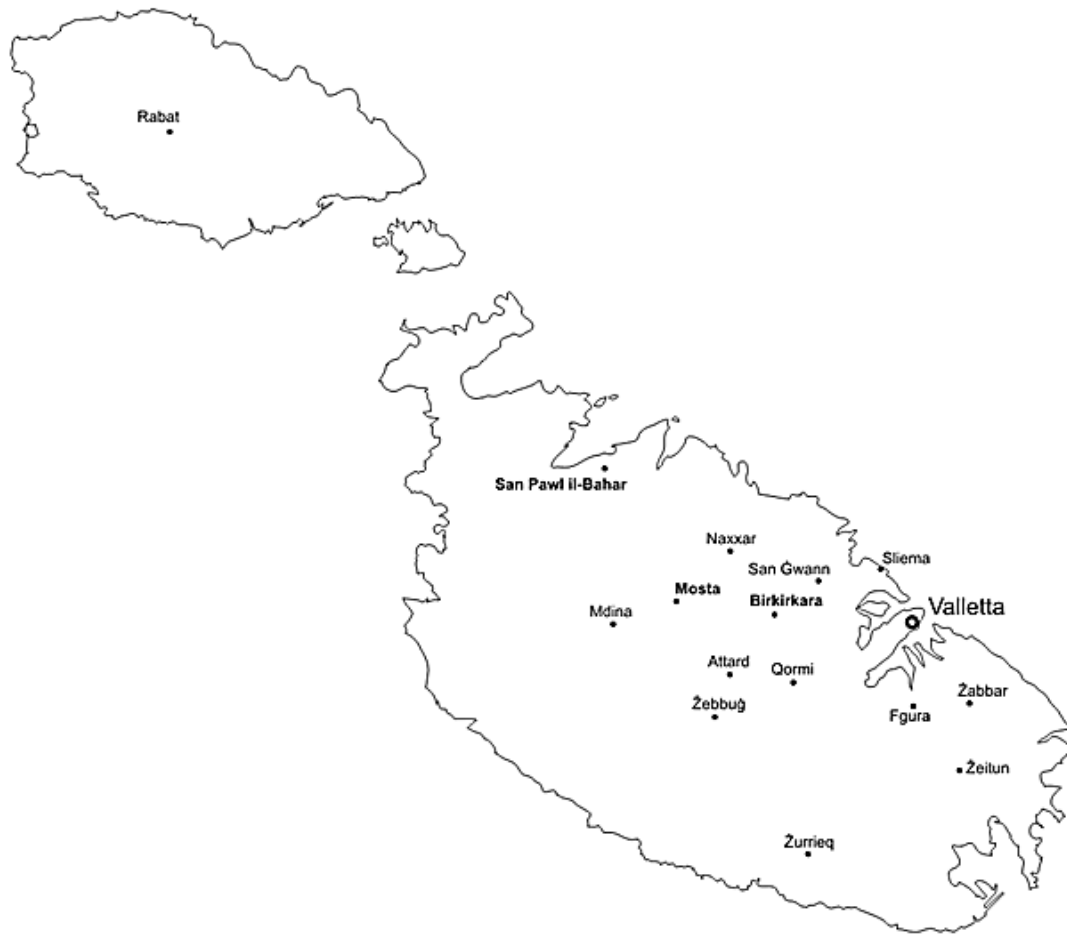 Rabat
San Pawl il-Bahar
Naxxar
Sliema
San Ġwann
Mosta
Birkirkara
Valletta
Mdina
Attard
Qormi
Żabbar
Żebbuġ
Fgura
Żeitun
Żurrieq